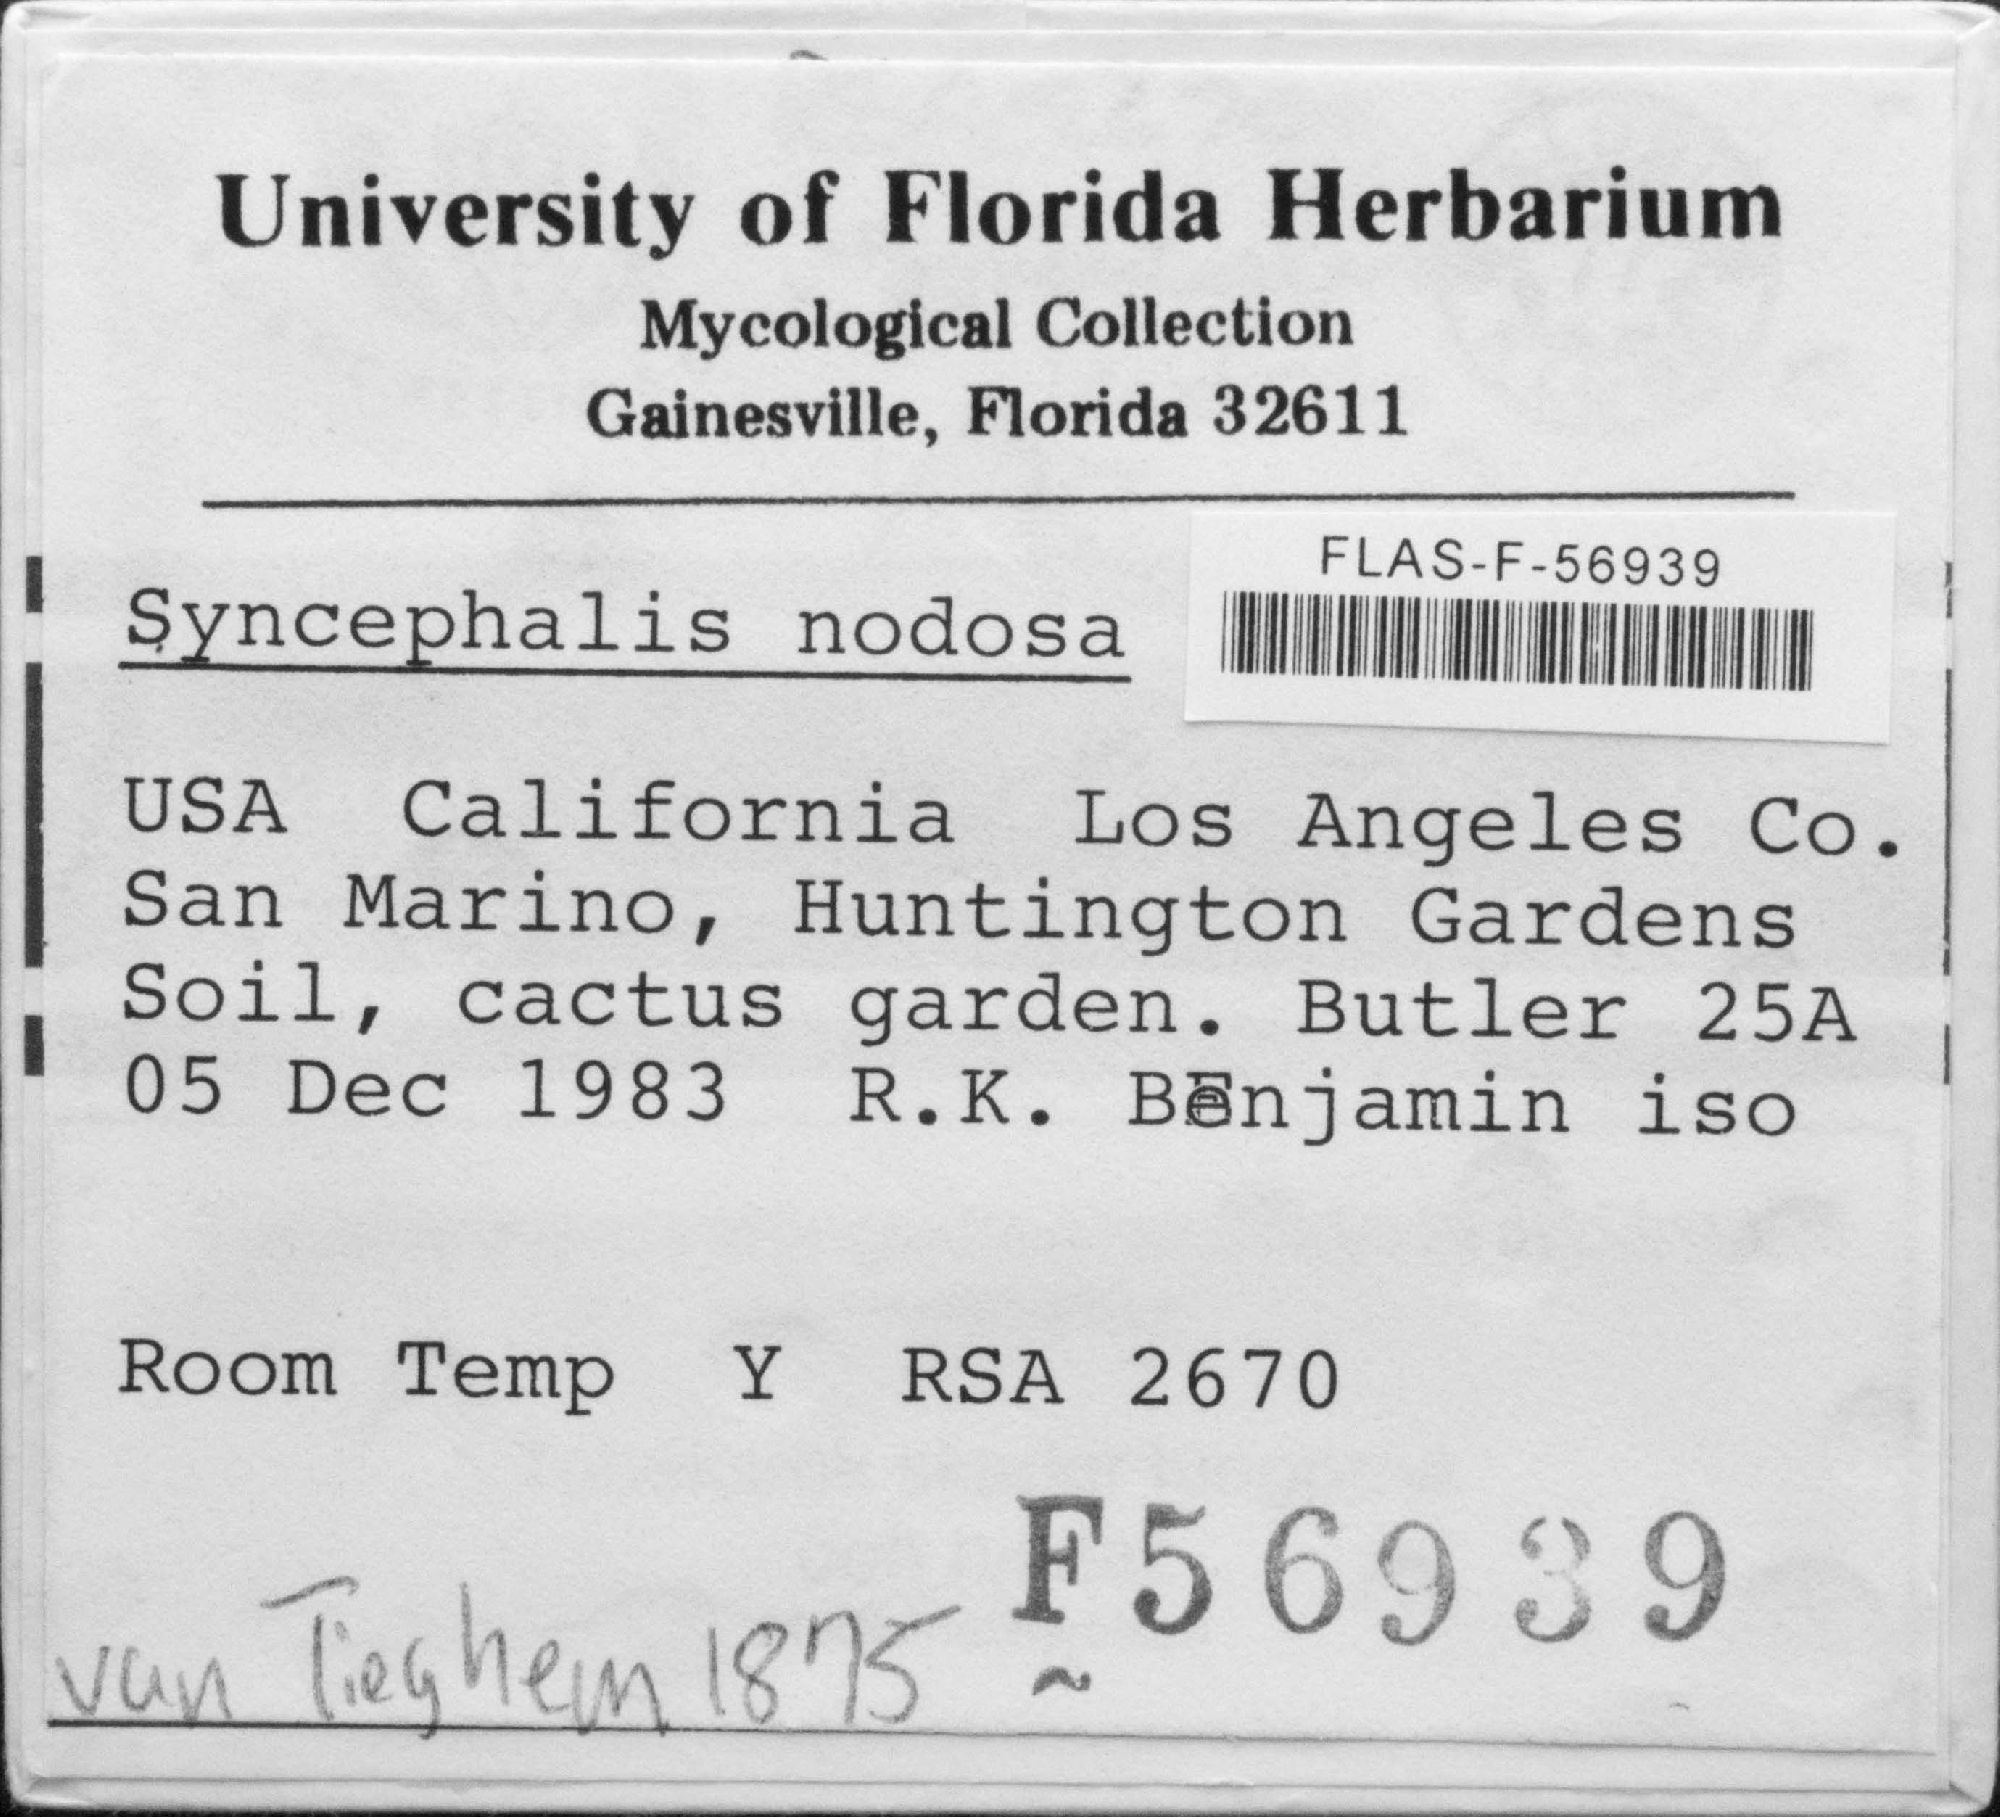 University of Florida Herbarium
Mycological Collection
Gainesville, Florida 32611
FLAS-F-56939
Syncephalis nodosa
USA California Los Angeles Co.
San Marino, Huntington Gardens
Soil, cactus garden. Butler 25A
05 Dec 1983 R.K. Benjamin iso
Room Temp Y RSA 2670
F56939
van Tieghem 1875